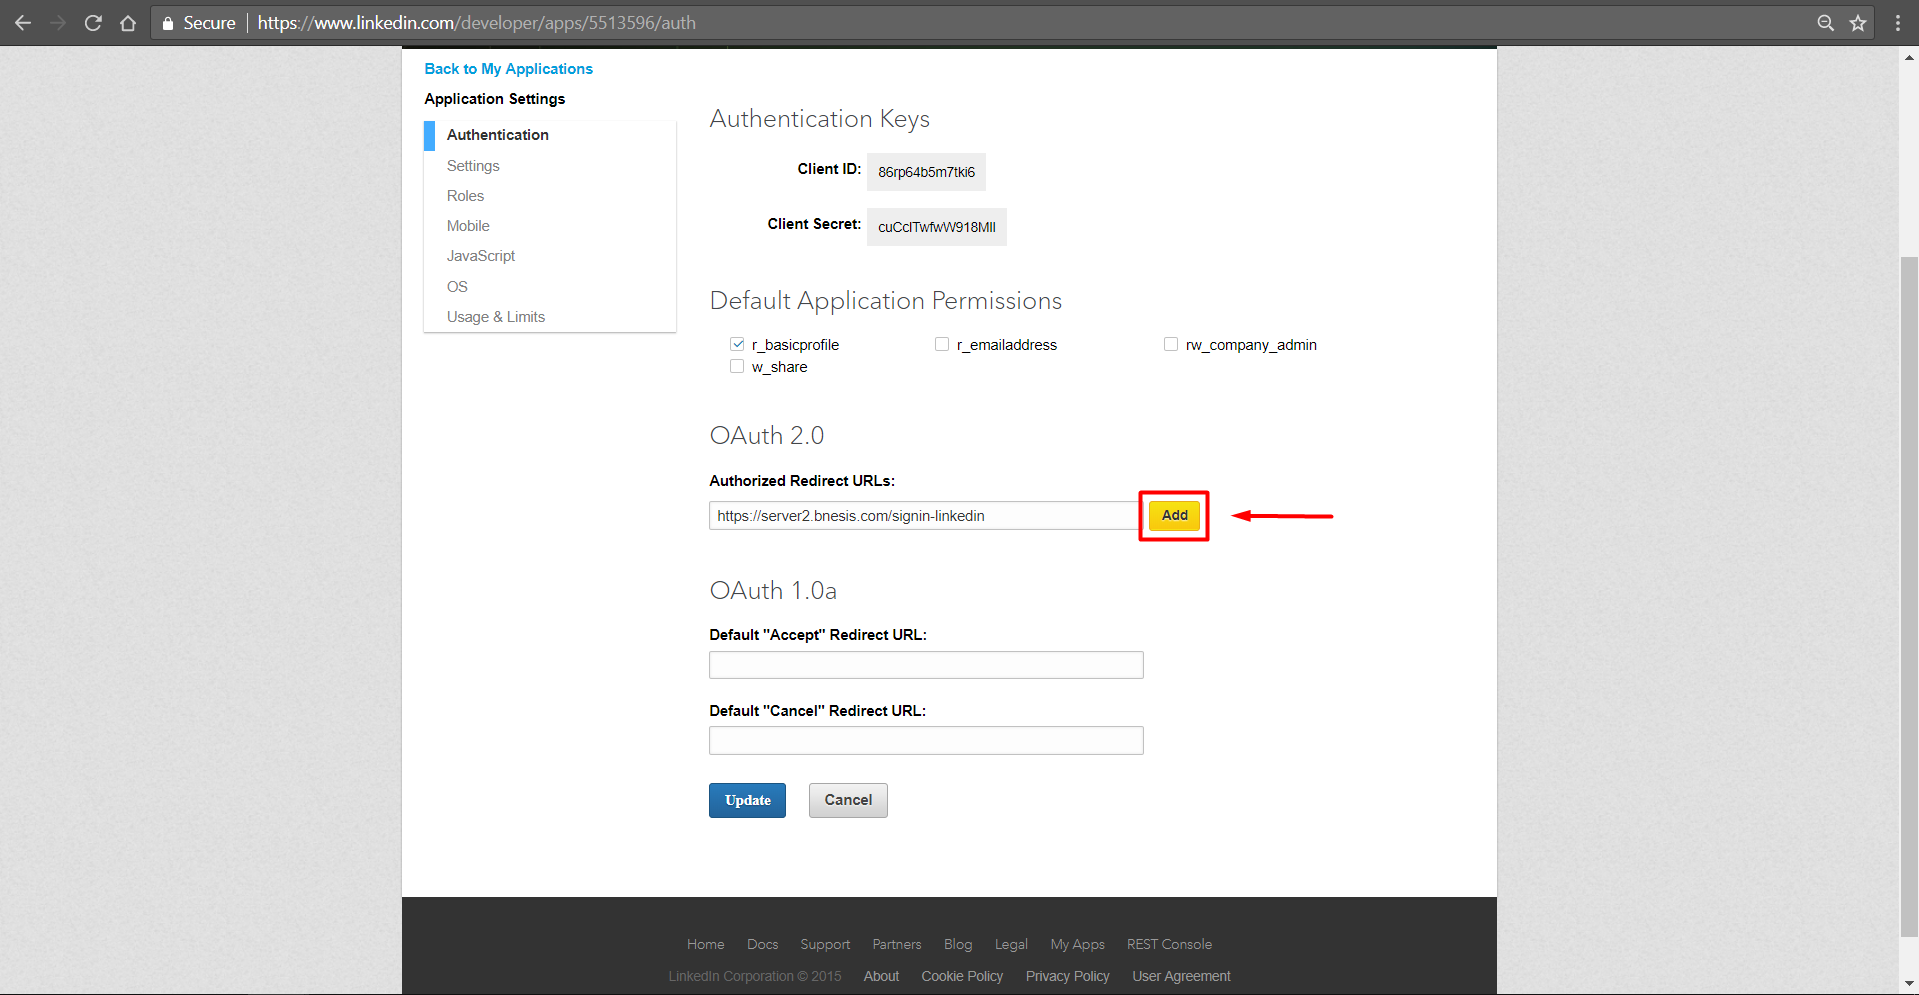 Secure https://www.linkedin.com/developer/apps/5513596/auth
Back to My Applications
Application Settings
Authentication
Settings
Roles
Mobile
JavaScript
OS
Usage & Limits
Authentication Keys
Client ID: 86rp64b5m7tki6
Client Secret: cuCcITwfwW918MII
Default Application Permissions
r_basicprofile r_emailaddress rw_company_admin
w_share
OAuth 2.0
Authorized Redirect URLs:
https://server2.bnesis.com/signin-linkedin Add
OAuth 1.0a
Default "Accept" Redirect URL:
Default "Cancel" Redirect URL:
Update Cancel
Home Docs Support Partners Blog Legal My Apps REST Console
LinkedIn Corporation © 2015 About Cookie Policy Privacy Policy User Agreement